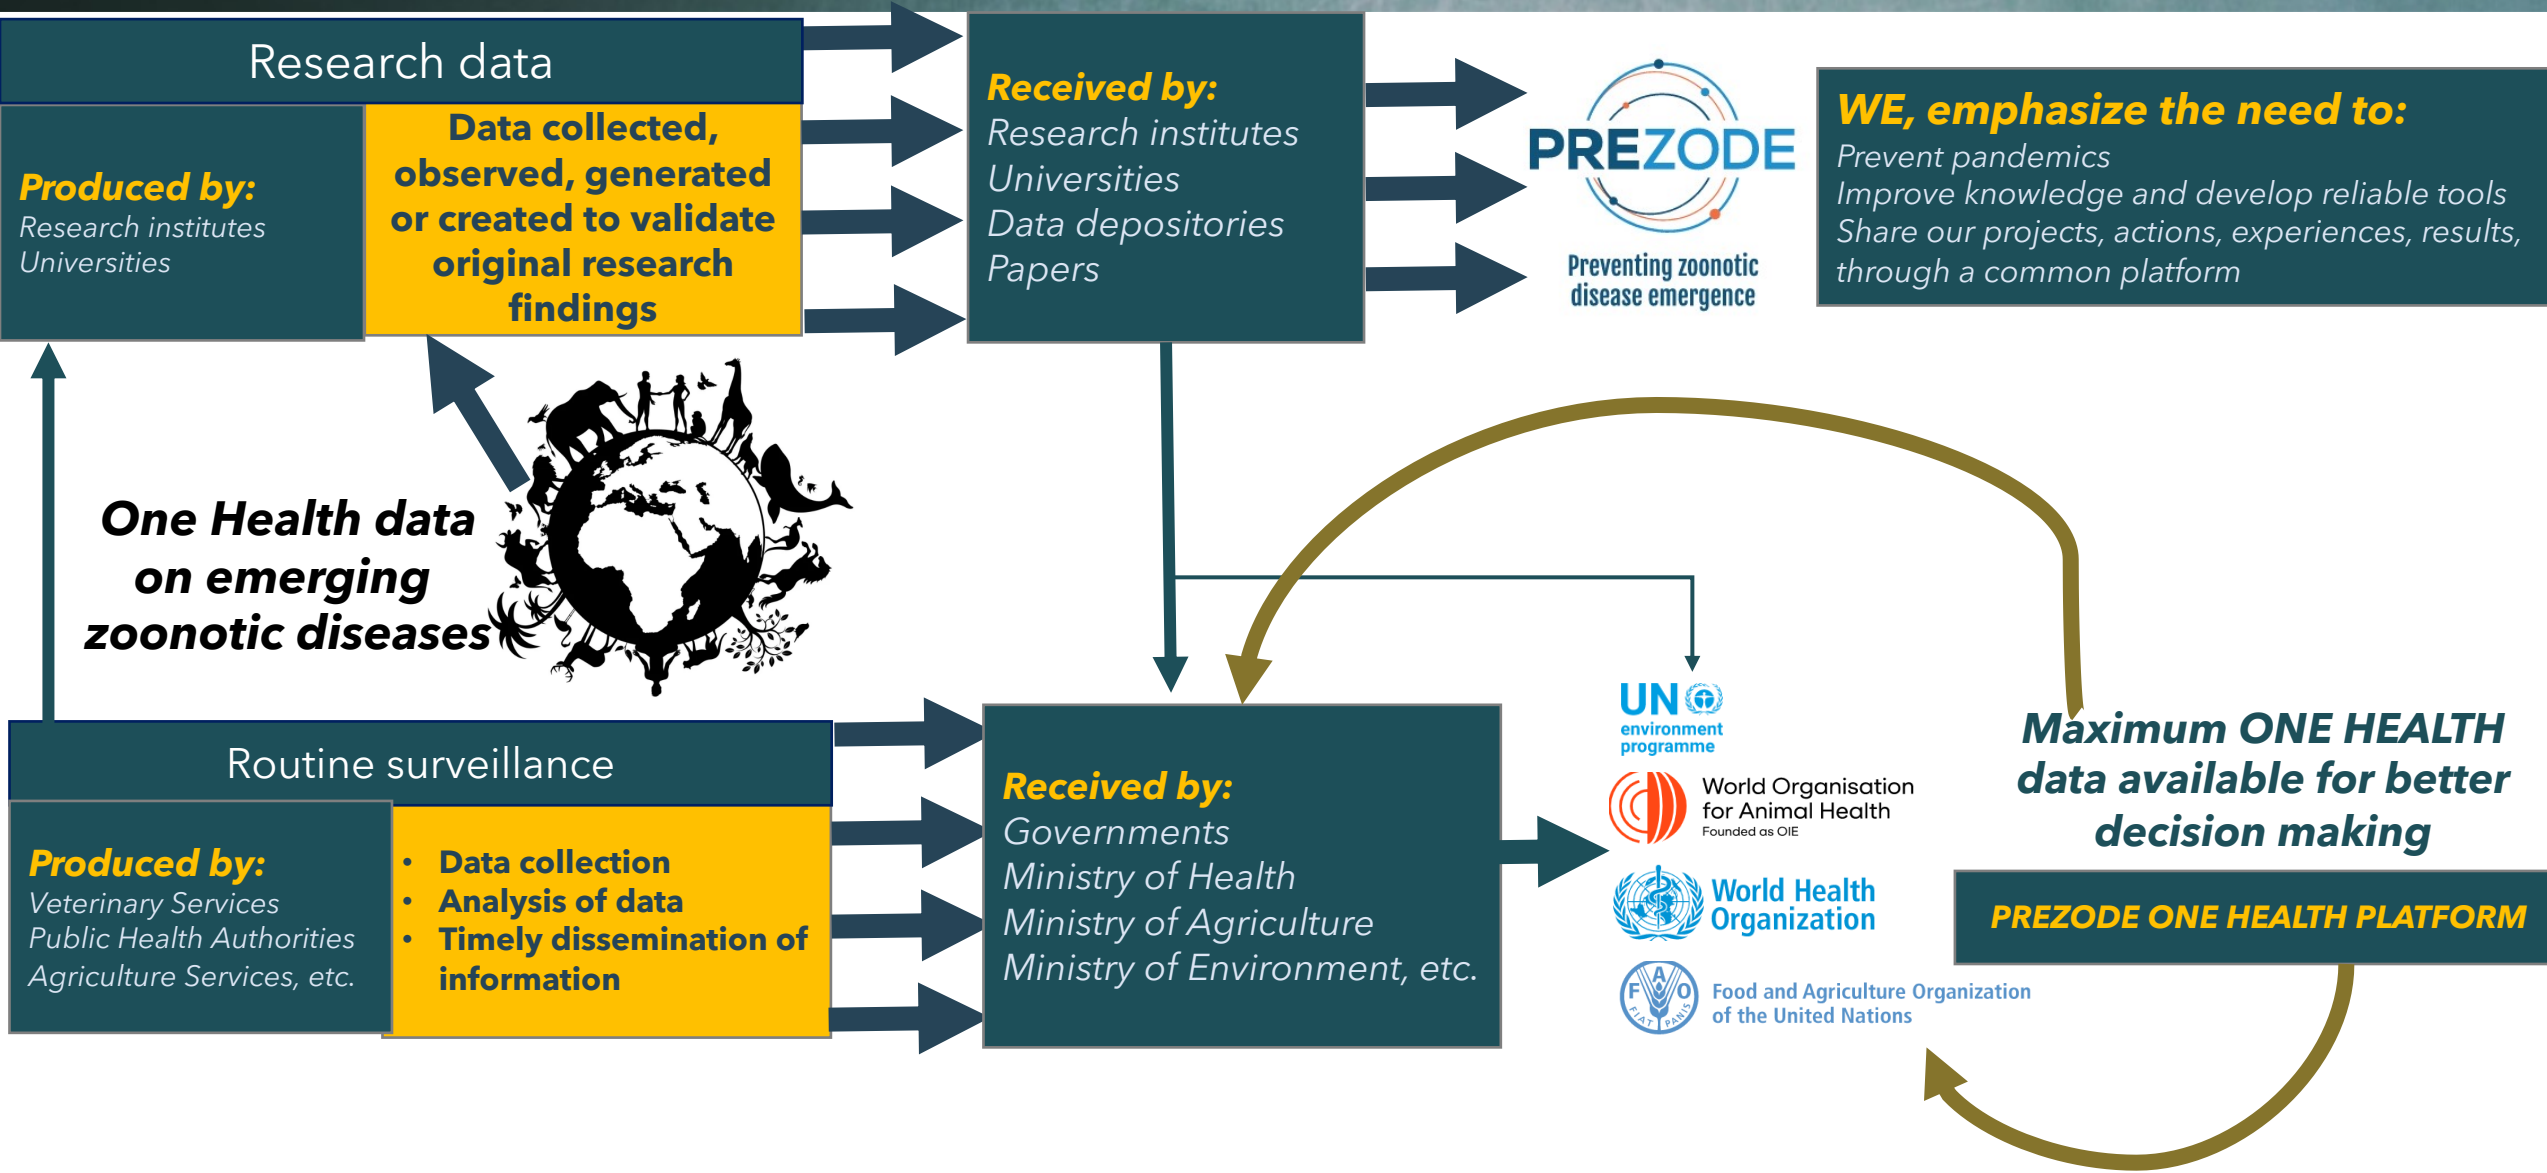 Research data
Produced by:
Research institutes
Universities
Data collected,
observed, generated
or created to validate
original research
findings
Received by:
Research institutes
Universities
Data depositories
Papers
PREZODE
Preventing zoonotic
disease emergence
WE, emphasize the need to:
Prevent pandemics
Improve knowledge and develop reliable tools
Share our projects, actions, experiences, results,
through a common platform
One Health data
on emerging
zoonotic diseases
Routine surveillance
Produced by:
Veterinary Services
Public Health Authorities
Agriculture Services, etc.
• Data collection
• Analysis of data
• Timely dissemination of
information
Received by:
Governments
Ministry of Health
Ministry of Agriculture
Ministry of Environment, etc.
UN
environment
programme
World Organisation
for Animal Health
Founded as OIE
World Health
Organization
F A O
FIAT PANIS
Food and Agriculture Organization
of the United Nations
Maximum ONE HEALTH
data available for better
decision making
PREZODE ONE HEALTH PLATFORM